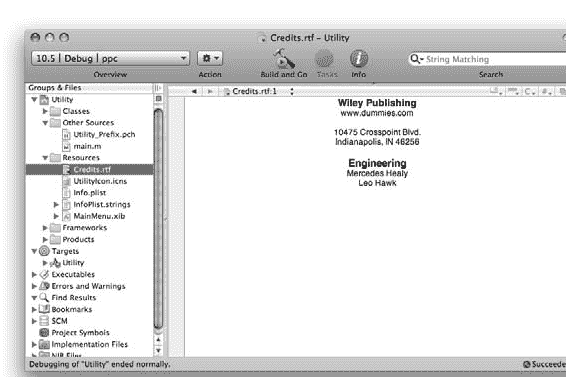 Credits.rtf - Utility
10.5 | Debug | ppc
String Matching
Overview
Action
Build and Go
Tasks
Info
Search
Groups & Files
Credits.rtf:1
Utility
Classes
Other Sources
Utility_Prefix.pch
main.m
Resources
Credits.rtf
UtilityIcon.icns
Info.plist
InfoPlist.strings
MainMenu.xib
Frameworks
Products
Targets
Utility
Executables
Errors and Warnings
Find Results
Bookmarks
SCM
Project Symbols
Implementation Files
NIB Files
Wiley Publishing
www.dummies.com
10475 Crosspoint Blvd.
Indianapolis, IN 46256
Engineering
Mercedes Healy
Leo Hawk
Debugging of "Utility" ended normally.
Succeede